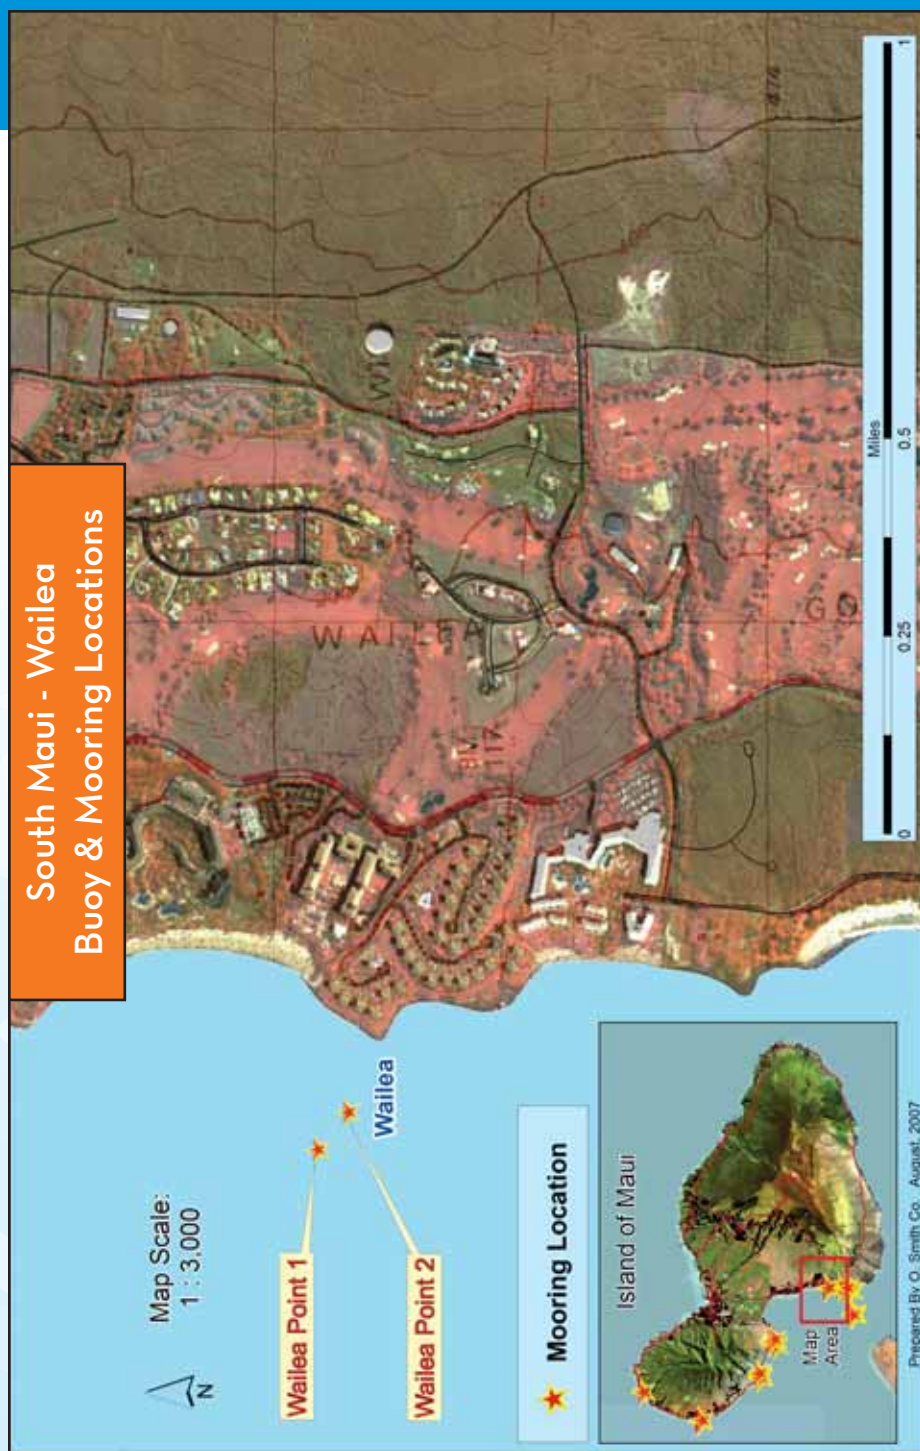 South Maui - Wailea
Buoy & Mooring Locations
Map Scale:
1 : 3,000
N
Wailea Point 1
Wailea Point 2
Wailea
WAILEA
Mooring Location
Island of Maui
Map
Area
Miles
0
0.25
0.5
1
Prepared By O. Smith Co. August, 2007